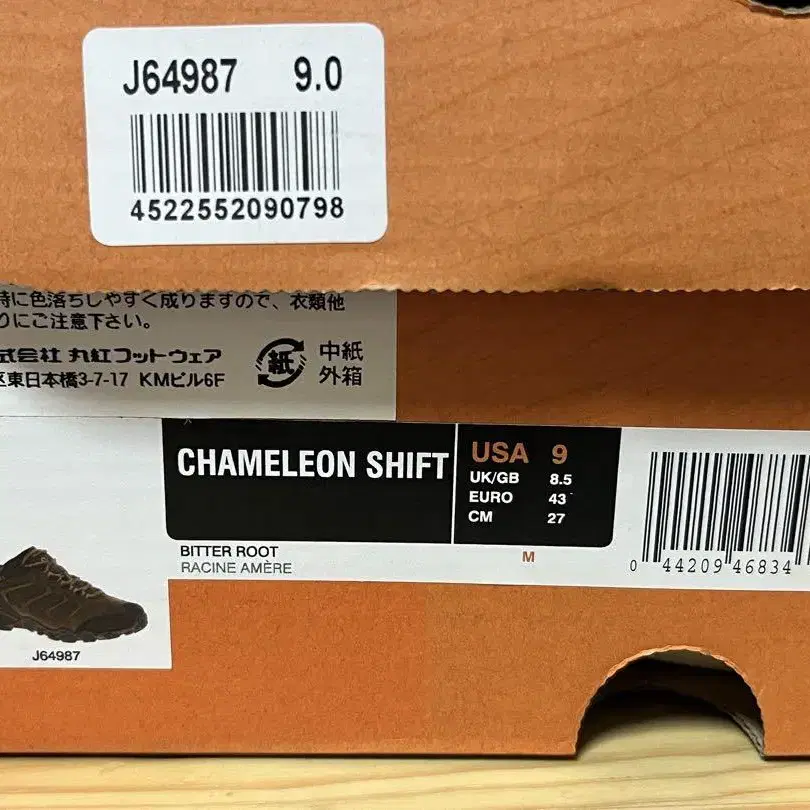 J64987 9.0
4522552090798
時に色落ちしやすく成りますので、衣類他
りにご注意下さい。
式会社 丸紅フットウェア
区東日本橋3-7-17 KMビル6F
紙
中紙
外箱
CHAMELEON SHIFT
USA 9
UK/GB 8.5
EURO 43
CM 27
BITTER ROOT
RACINE AMÈRE
M
0 44209 46834
J64987